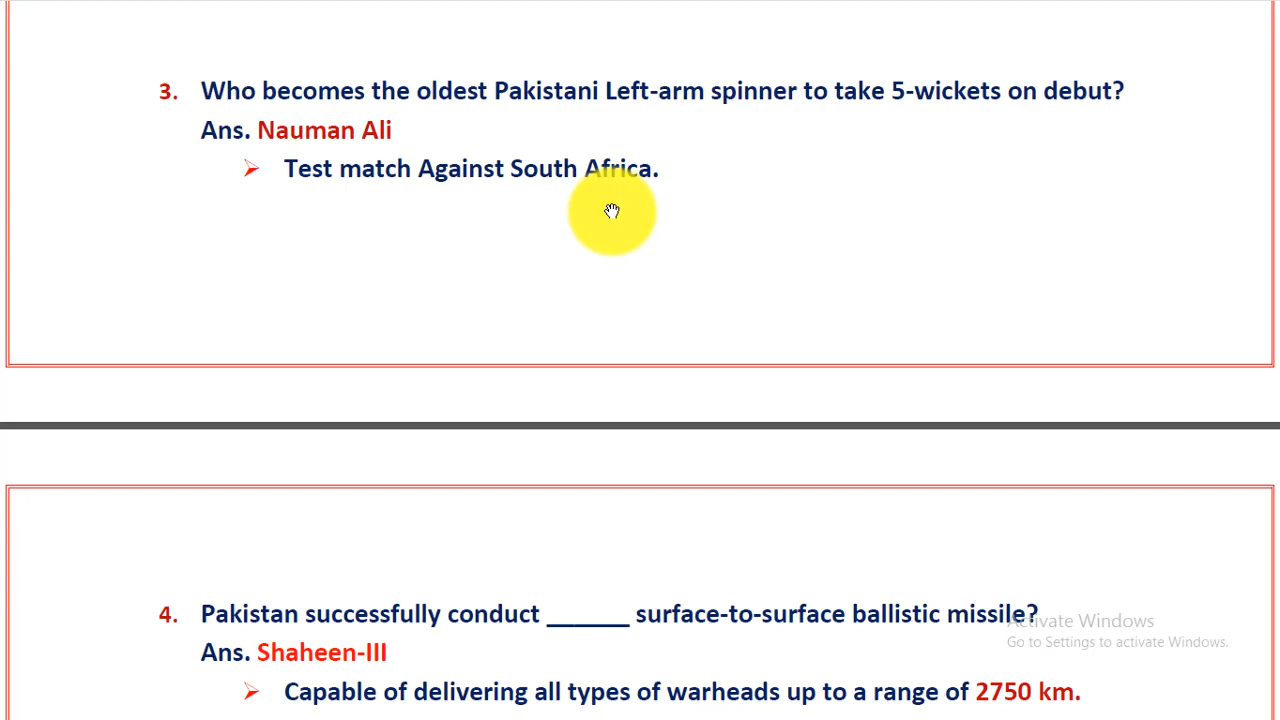 3. Who becomes the oldest Pakistani Left-arm spinner to take 5-wickets on debut?
Ans. Nauman Ali
➢ Test match Against South Africa.
4. Pakistan successfully conduct ______ surface-to-surface ballistic missile?
Activate Windows
Go to Settings to activate Windows.
Ans. Shaheen-III
➢ Capable of delivering all types of warheads up to a range of 2750 km.